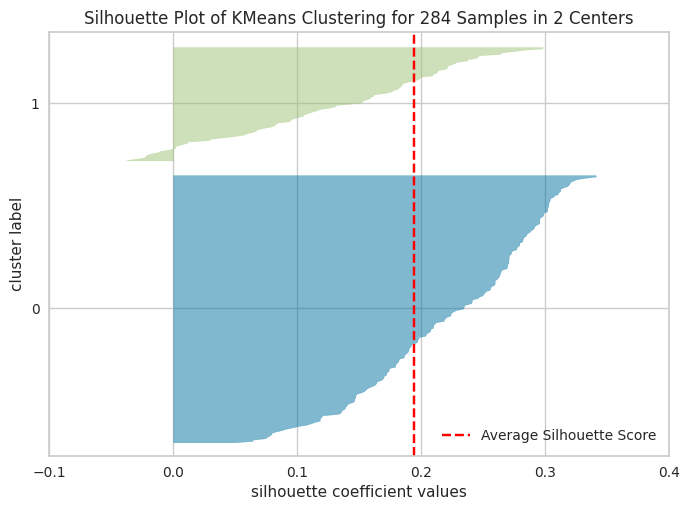 Silhouette Plot of KMeans Clustering for 284 Samples in 2 Centers
cluster label
1
0
Average Silhouette Score
−0.1 0.0 0.1 0.2 0.3 0.4
silhouette coefficient values